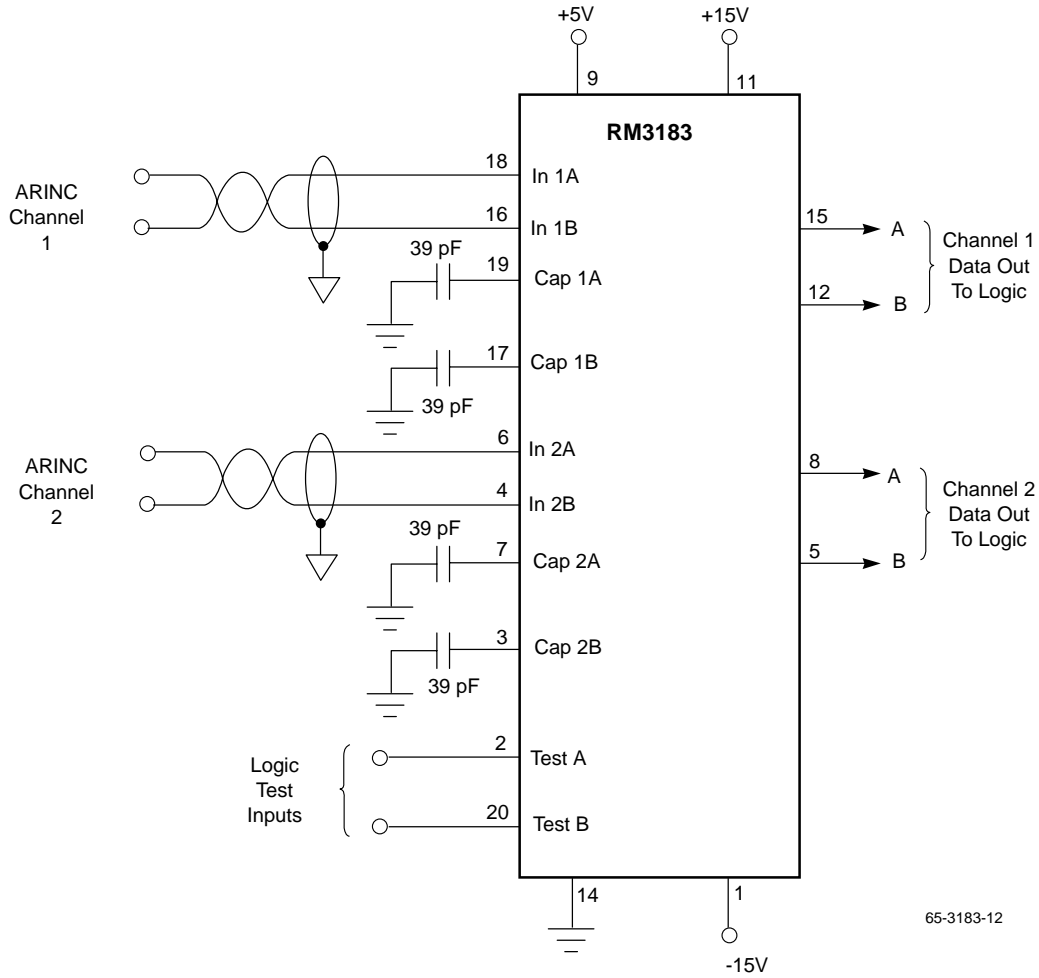 +5V
+15V
9
11
RM3183
ARINC
Channel
1
18
In 1A
16
In 1B
39 pF
19
Cap 1A
17
Cap 1B
39 pF
15
A
12
B
Channel 1
Data Out
To Logic
ARINC
Channel
2
6
In 2A
4
In 2B
39 pF
7
Cap 2A
3
Cap 2B
39 pF
8
A
5
B
Channel 2
Data Out
To Logic
Logic
Test
Inputs
2
Test A
20
Test B
14
1
-15V
65-3183-12